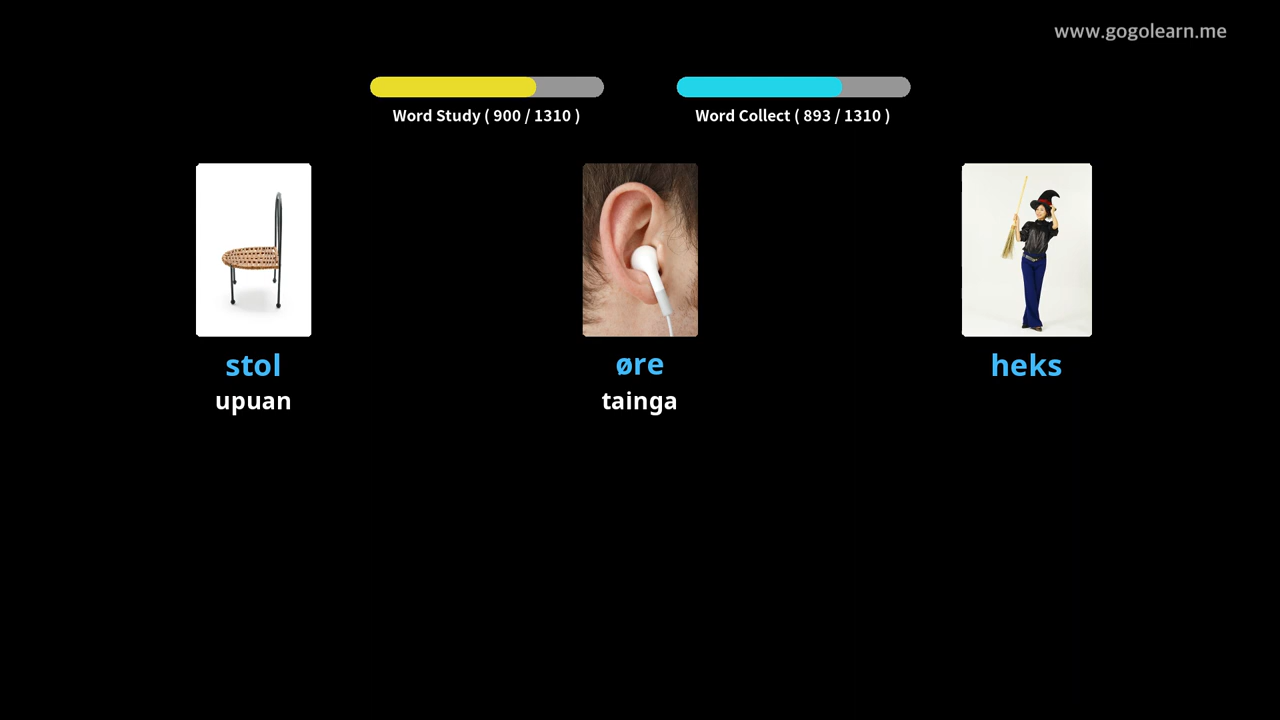 www.gogolearn.me
Word Study ( 900 / 1310 )
Word Collect ( 893 / 1310 )
stol
upuan
øre
tainga
heks